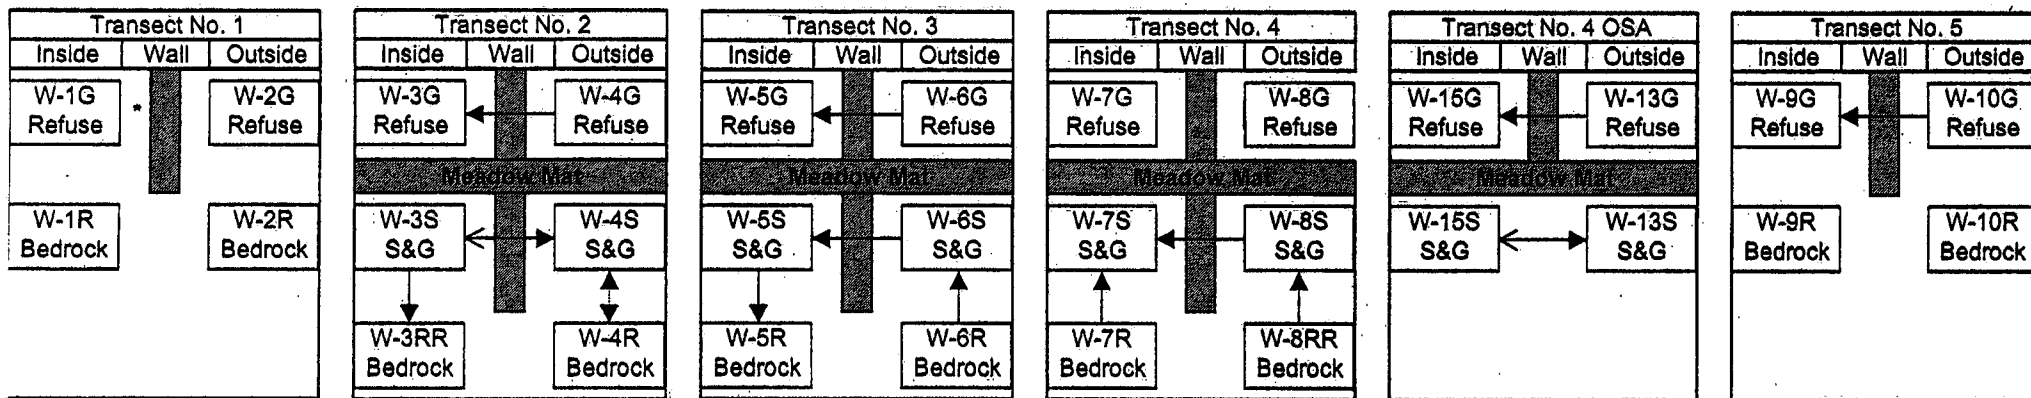 Transect No. 1
Inside Wall Outside
W-1G * W-2G
Refuse Refuse
W-1R W-2R
Bedrock Bedrock
Transect No. 2
Inside Wall Outside
W-3G W-4G
Refuse Refuse
Meadow Mat
W-3S W-4S
S&G S&G
W-3RR W-4R
Bedrock Bedrock
Transect No. 3
Inside Wall Outside
W-5G W-6G
Refuse Refuse
Meadow Mat
W-5S W-6S
S&G S&G
W-5R W-6R
Bedrock Bedrock
Transect No. 4
Inside Wall Outside
W-7G W-8G
Refuse Refuse
Meadow Mat
W-7S W-8S
S&G S&G
W-7R W-8RR
Bedrock Bedrock
Transect No. 4 OSA
Inside Wall Outside
W-15G W-13G
Refuse Refuse
Meadow Mat
W-15S W-13S
S&G S&G
Transect No. 5
Inside Wall Outside
W-9G W-10G
Refuse Refuse
W-9R W-10R
Bedrock Bedrock